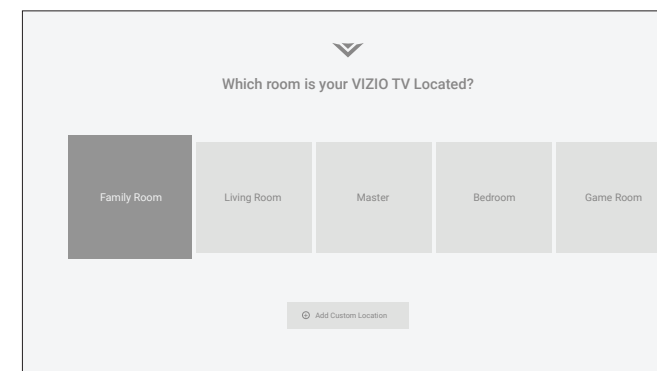 Which room is your VIZIO TV Located?
Family Room
Living Room
Master
Bedroom
Game Room
Add Custom Location